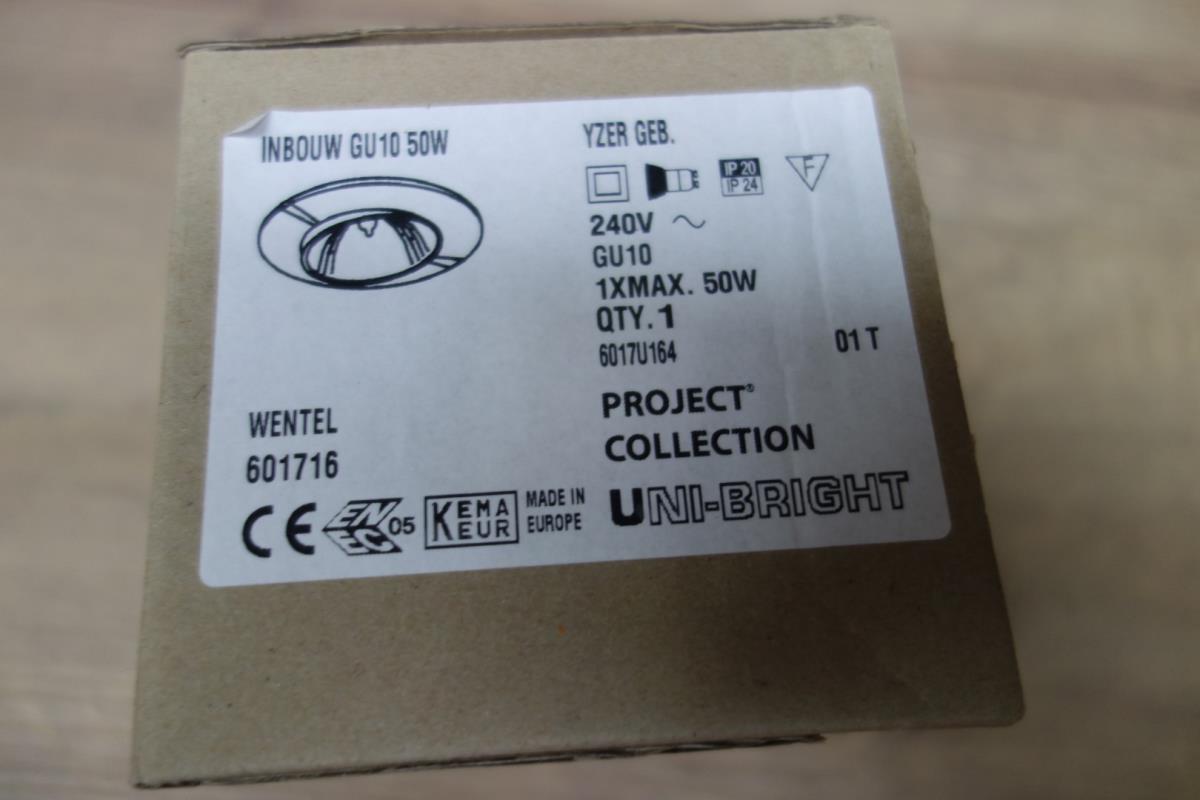 INBOUW GU10 50W
WENTEL
601716
CE
ENEC 05
KEMA
KEUR
MADE IN
EUROPE
YZER GEB.
IP 20
IP 24
F
240V ~
GU10
1XMAX. 50W
QTY. 1
6017U164
01 T
PROJECT®
COLLECTION
UNI-BRIGHT